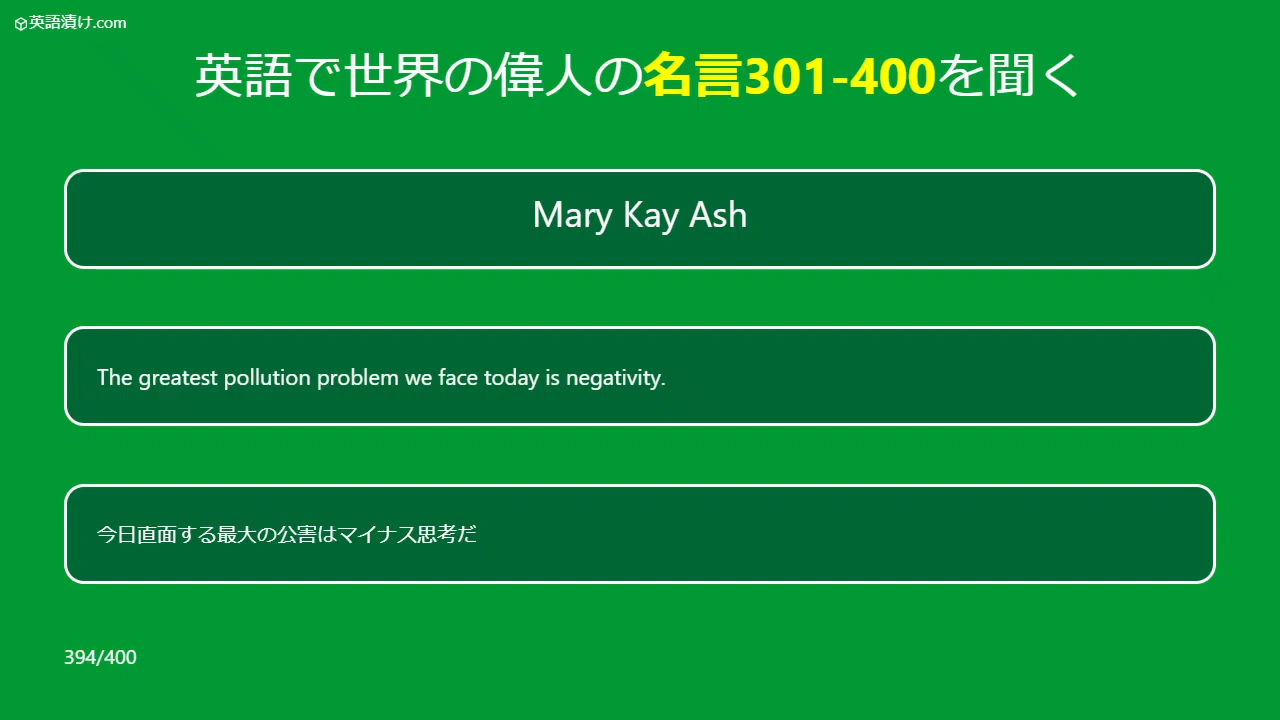 英語漬け.com
英語で世界の偉人の名言301-400を聞く
Mary Kay Ash
The greatest pollution problem we face today is negativity.
今日直面する最大の公害はマイナス思考だ
394/400